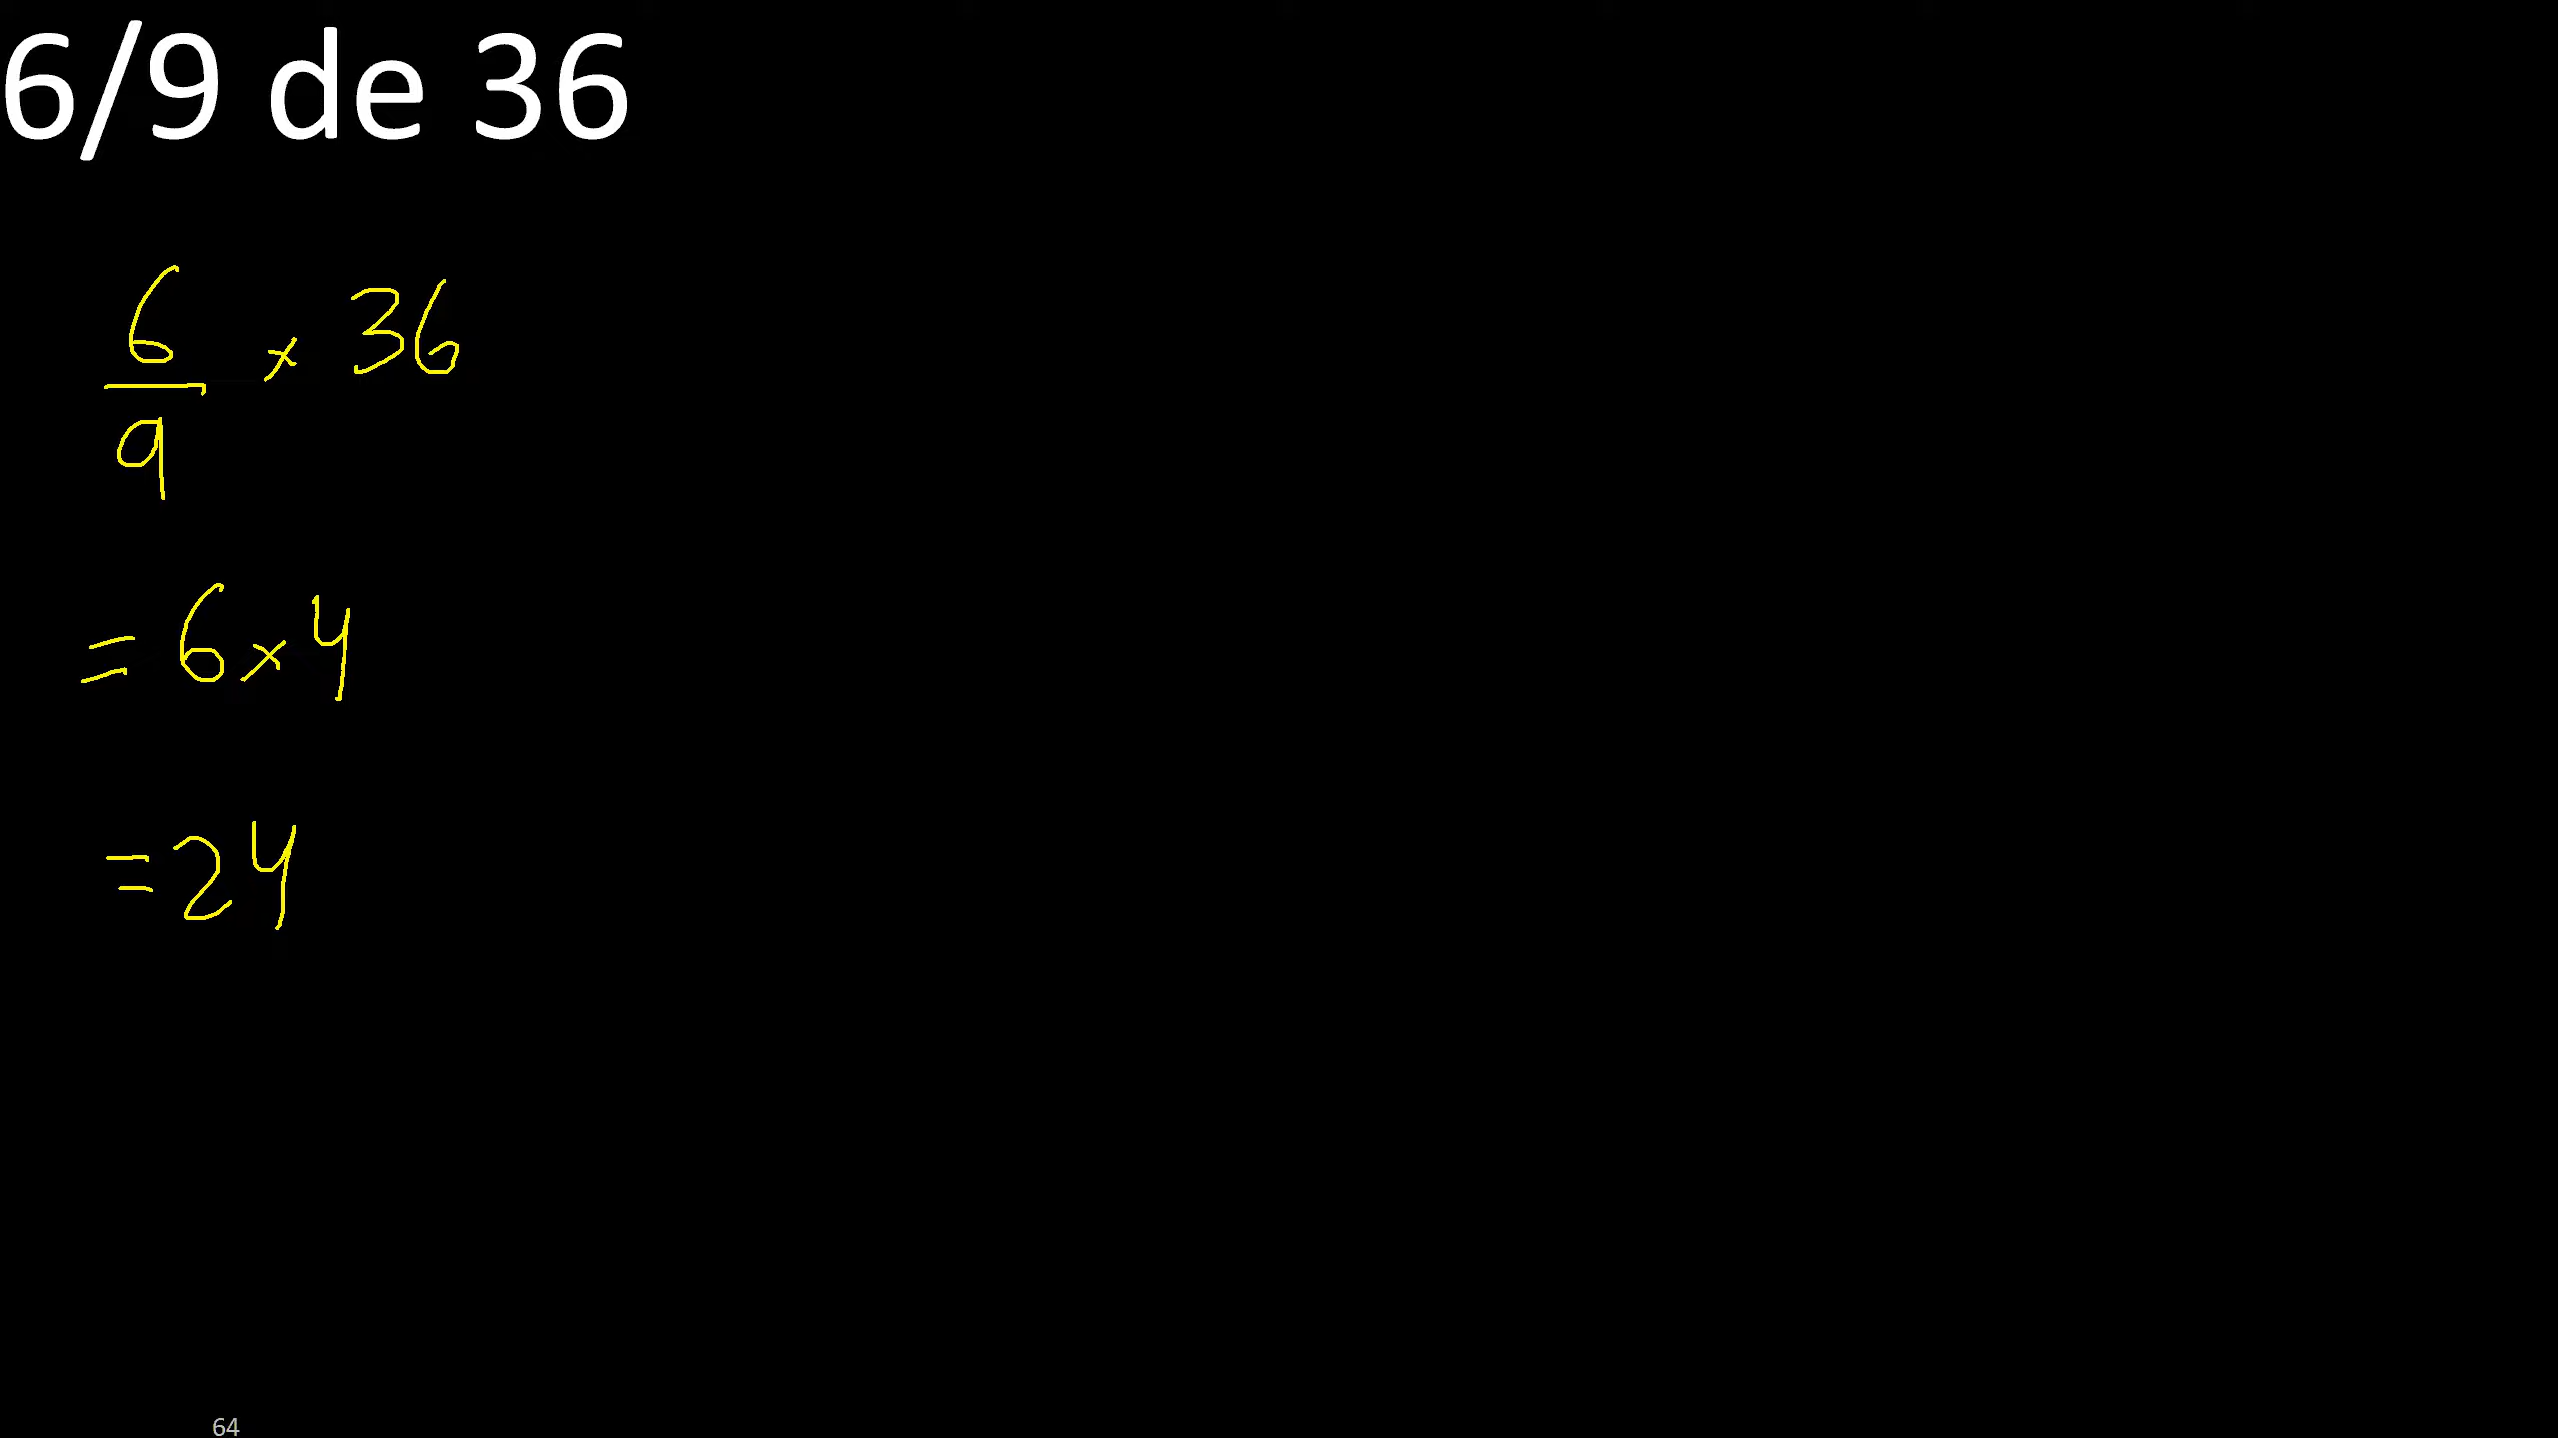 6/9 de 36
6/9 × 36
= 6 × 4
= 24
64